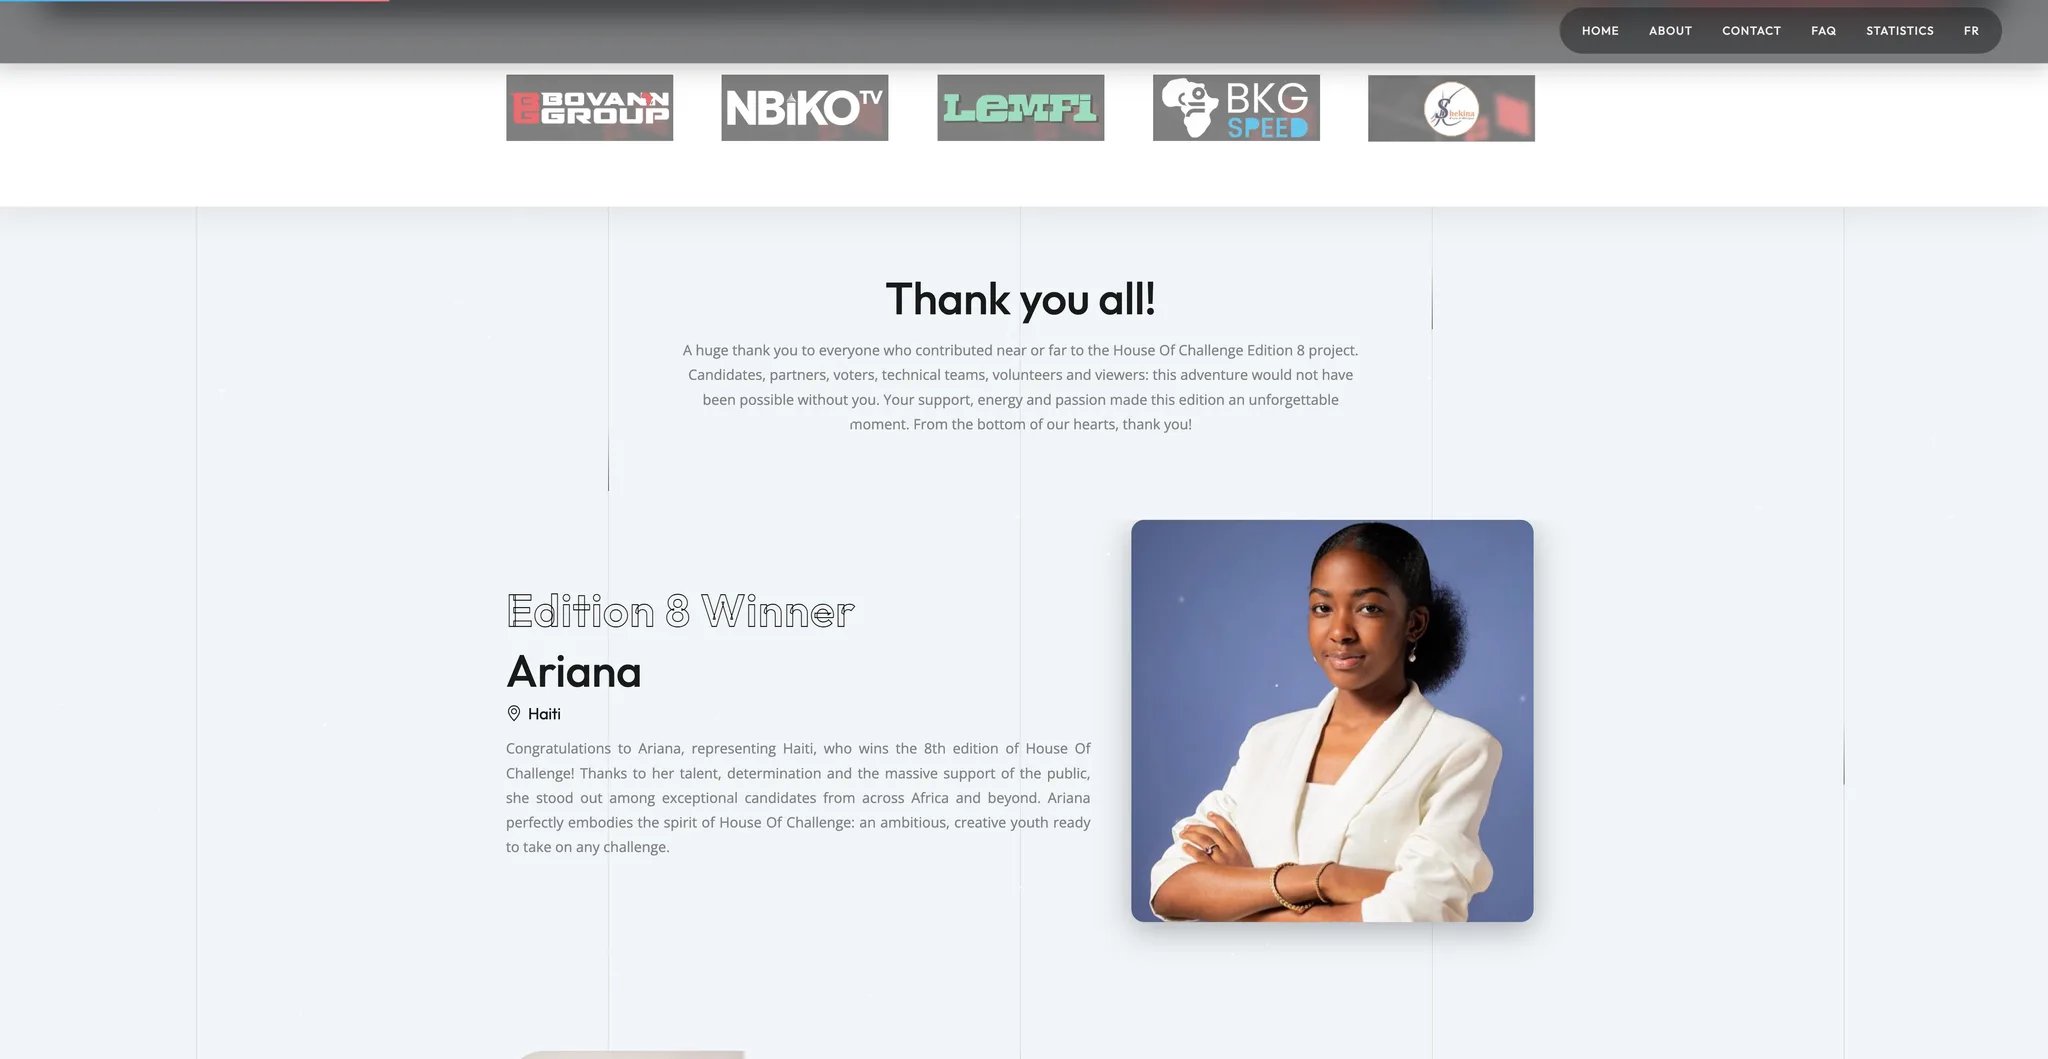 HOME ABOUT CONTACT FAQ STATISTICS FR
BOVANN
GROUP
NBiKO TV
LEMFi
BKG
SPEED
Shekina
Thank you all!
A huge thank you to everyone who contributed near or far to the House Of Challenge Edition 8 project.
Candidates, partners, voters, technical teams, volunteers and viewers: this adventure would not have
been possible without you. Your support, energy and passion made this edition an unforgettable
moment. From the bottom of our hearts, thank you!
Edition 8 Winner
Ariana
Haiti
Congratulations to Ariana, representing Haiti, who wins the 8th edition of House Of
Challenge! Thanks to her talent, determination and the massive support of the public,
she stood out among exceptional candidates from across Africa and beyond. Ariana
perfectly embodies the spirit of House Of Challenge: an ambitious, creative youth ready
to take on any challenge.